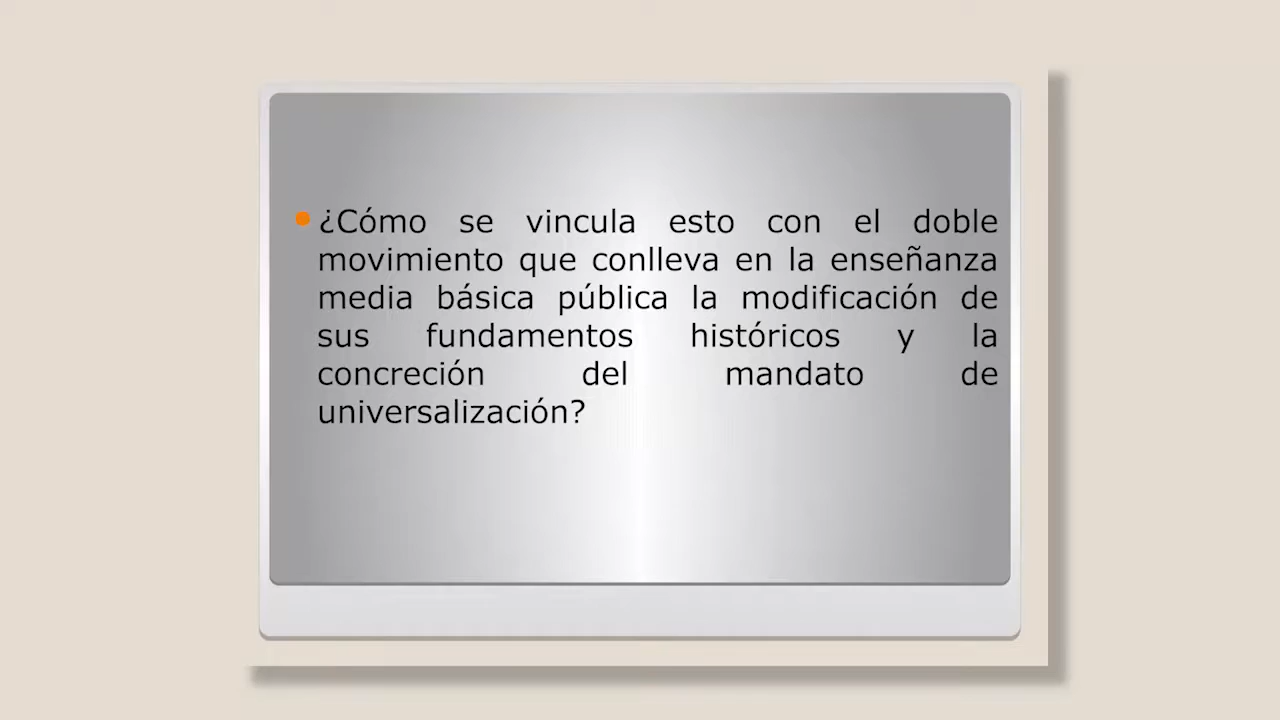 ¿Cómo se vincula esto con el doble
movimiento que conlleva en la enseñanza
media básica pública la modificación de
sus fundamentos históricos y la
concreción del mandato de
universalización?